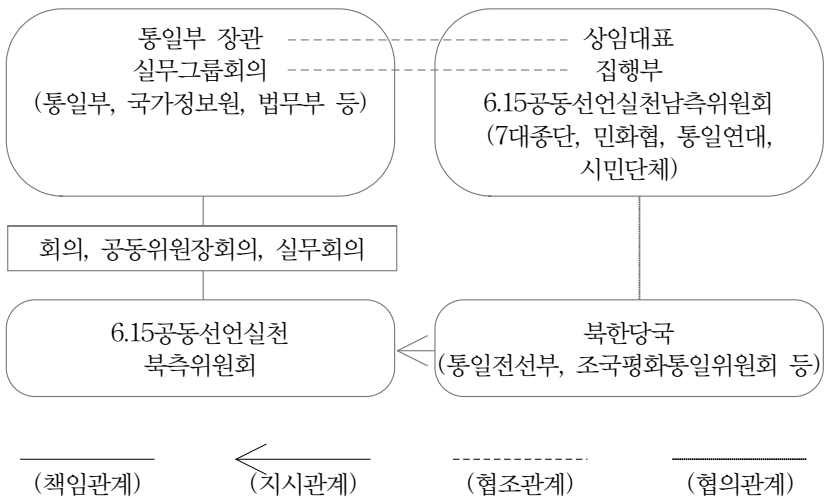 통일부 장관
실무그룹회의
(통일부, 국가정보원, 법무부 등)
상임대표
집행부
6.15공동선언실천남측위원회
(7대종단, 민화협, 통일연대,
시민단체)
회의, 공동위원장회의, 실무회의
6.15공동선언실천
북측위원회
북한당국
(통일전선부, 조국평화통일위원회 등)
(책임관계)
(지시관계)
(협조관계)
(협의관계)